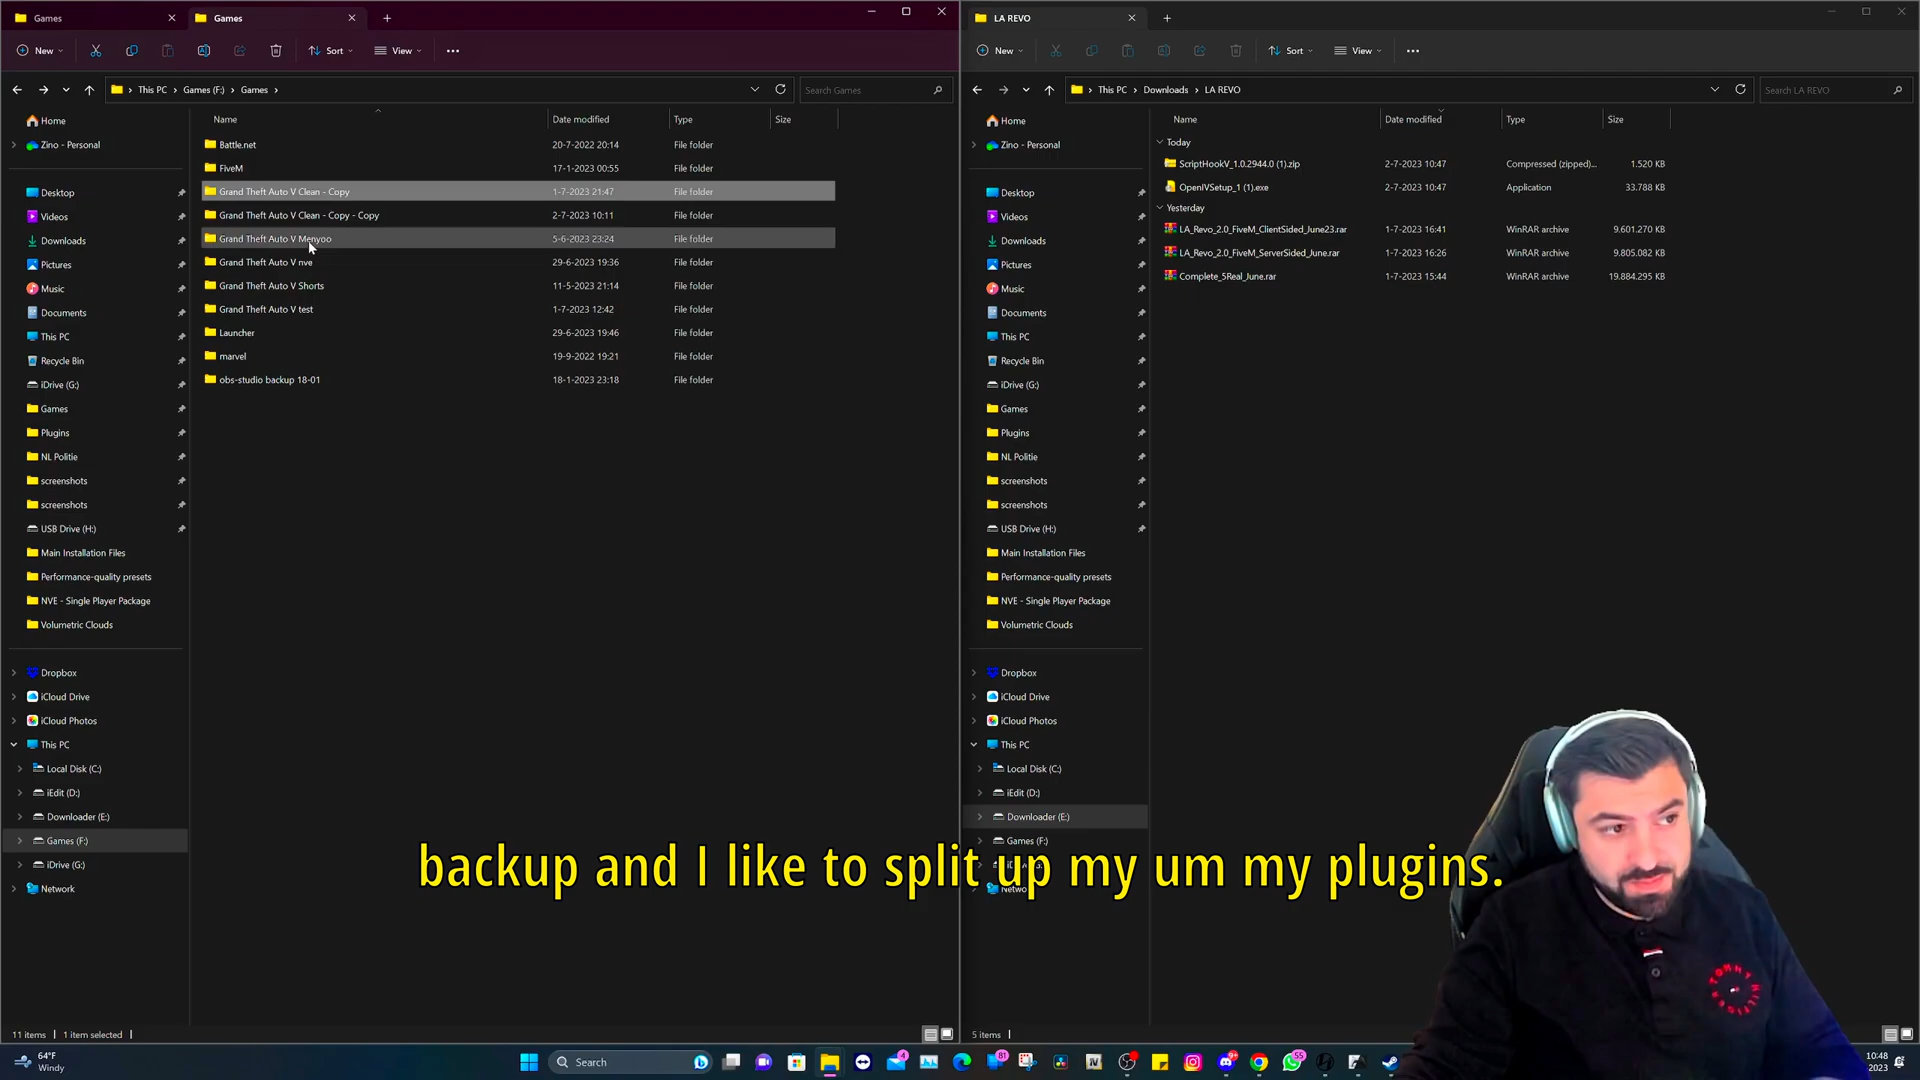 Games
Games
New
Sort
View
This PC
Games (F:)
Games
Search Games
Home
Zino - Personal
Desktop
Videos
Downloads
Pictures
Music
Documents
This PC
Recycle Bin
iDrive (G:)
Games
Plugins
NL Politie
screenshots
screenshots
USB Drive (H:)
Main Installation Files
Performance-quality presets
NVE - Single Player Package
Volumetric Clouds
Dropbox
iCloud Drive
iCloud Photos
This PC
Local Disk (C:)
iEdit (D:)
Downloader (E:)
Games (F:)
iDrive (G:)
Network
Name Date modified Type Size
Battle.net 20-7-2022 20:14 File folder
FiveM 17-1-2023 00:55 File folder
Grand Theft Auto V Clean - Copy 1-7-2023 21:47 File folder
Grand Theft Auto V Clean - Copy - Copy 2-7-2023 10:11 File folder
Grand Theft Auto V Menyoo 5-6-2023 23:24 File folder
Grand Theft Auto V nve 29-6-2023 19:36 File folder
Grand Theft Auto V Shorts 11-5-2023 21:14 File folder
Grand Theft Auto V test 1-7-2023 12:42 File folder
Launcher 29-6-2023 19:46 File folder
marvel 19-9-2022 19:21 File folder
obs-studio backup 18-01 18-1-2023 23:18 File folder
11 items 1 item selected
LA REVO
New
Sort
View
This PC
Downloads
LA REVO
Search LA REVO
Home
Zino - Personal
Desktop
Videos
Downloads
Pictures
Music
Documents
This PC
Recycle Bin
iDrive (G:)
Games
Plugins
NL Politie
screenshots
screenshots
USB Drive (H:)
Main Installation Files
Performance-quality presets
NVE - Single Player Package
Volumetric Clouds
Dropbox
iCloud Drive
iCloud Photos
This PC
Local Disk (C:)
iEdit (D:)
Downloader (E:)
Games (F:)
Name Date modified Type Size
Today
ScriptHookV_1.0.2944.0 (1).zip 2-7-2023 10:47 Compressed (zipped)... 1.520 KB
OpenIVSetup_1 (1).exe 2-7-2023 10:47 Application 33.788 KB
Yesterday
LA_Revo_2.0_FiveM_ClientSided_June23.rar 1-7-2023 16:41 WinRAR archive 9.601.270 KB
LA_Revo_2.0_FiveM_ServerSided_June.rar 1-7-2023 16:26 WinRAR archive 9.805.082 KB
Complete_5Real_June.rar 1-7-2023 15:44 WinRAR archive 19.884.295 KB
5 items
backup and I like to split up my um my plugins.
TOMMY HILFIGER
64°F
Windy
Search
4
81
9+
55
10:48